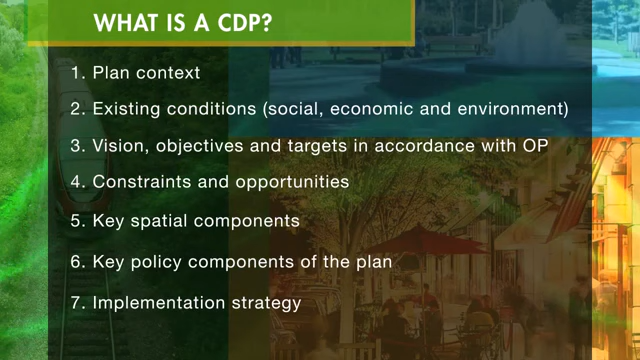 WHAT IS A CDP?
1. Plan context
2. Existing conditions (social, economic and environment)
3. Vision, objectives and targets in accordance with OP
4. Constraints and opportunities
5. Key spatial components
6. Key policy components of the plan
7. Implementation strategy